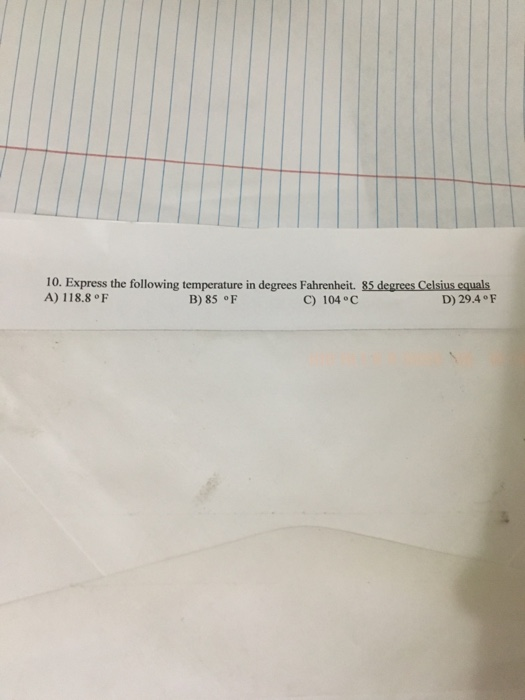 10. Express the following temperature in degrees Fahrenheit. 85 degrees Celsius equals
A) 118.8 °F B) 85 °F C) 104 °C D) 29.4 °F